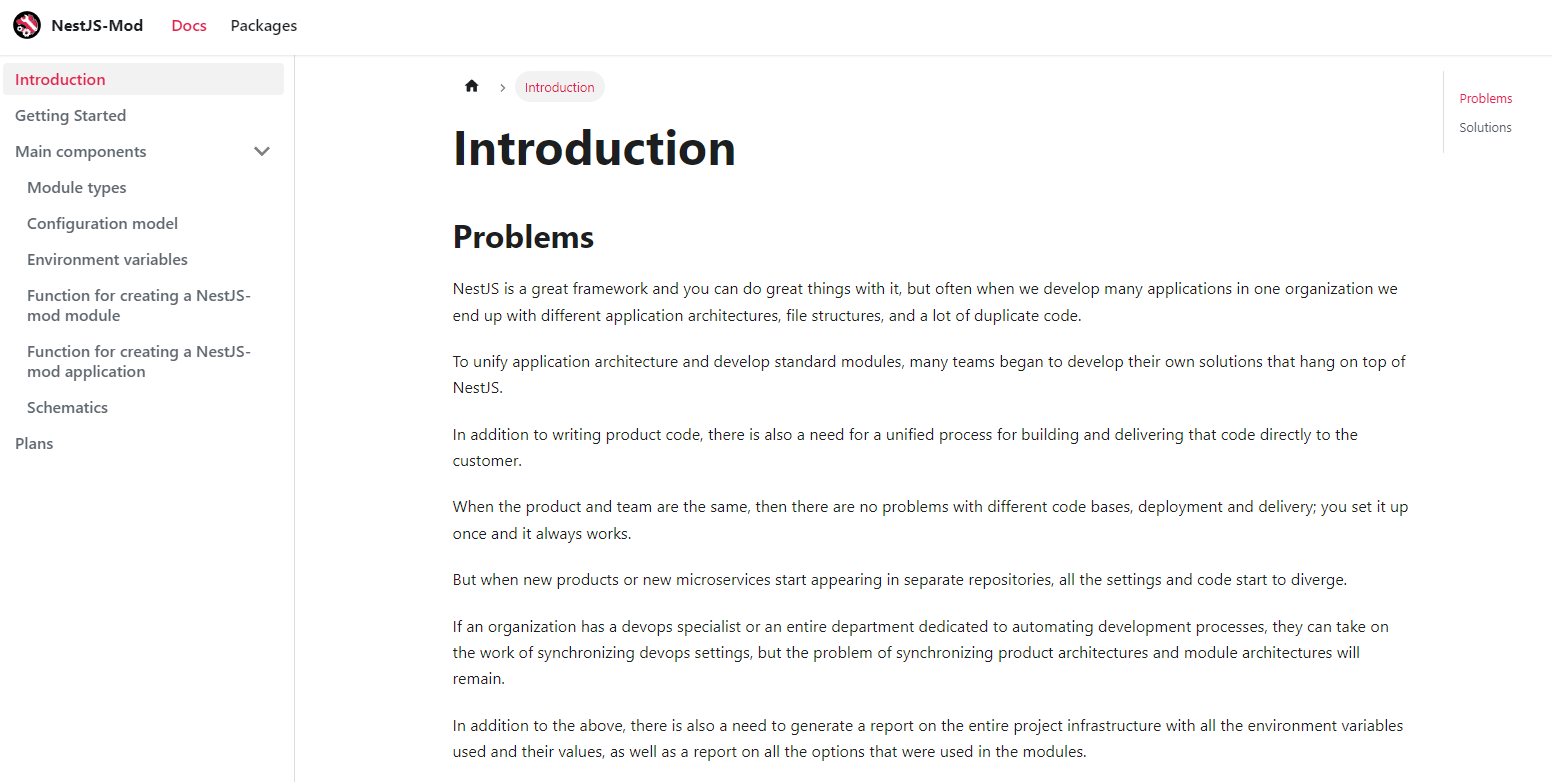 NestJS-Mod Docs Packages
Introduction
Getting Started
Main components
Module types
Configuration model
Environment variables
Function for creating a NestJS-
mod module
Function for creating a NestJS-
mod application
Schematics
Plans
Introduction
Introduction
Problems
NestJS is a great framework and you can do great things with it, but often when we develop many applications in one organization we
end up with different application architectures, file structures, and a lot of duplicate code.
To unify application architecture and develop standard modules, many teams began to develop their own solutions that hang on top of
NestJS.
In addition to writing product code, there is also a need for a unified process for building and delivering that code directly to the
customer.
When the product and team are the same, then there are no problems with different code bases, deployment and delivery; you set it up
once and it always works.
But when new products or new microservices start appearing in separate repositories, all the settings and code start to diverge.
If an organization has a devops specialist or an entire department dedicated to automating development processes, they can take on
the work of synchronizing devops settings, but the problem of synchronizing product architectures and module architectures will
remain.
In addition to the above, there is also a need to generate a report on the entire project infrastructure with all the environment variables
used and their values, as well as a report on all the options that were used in the modules.
Problems
Solutions